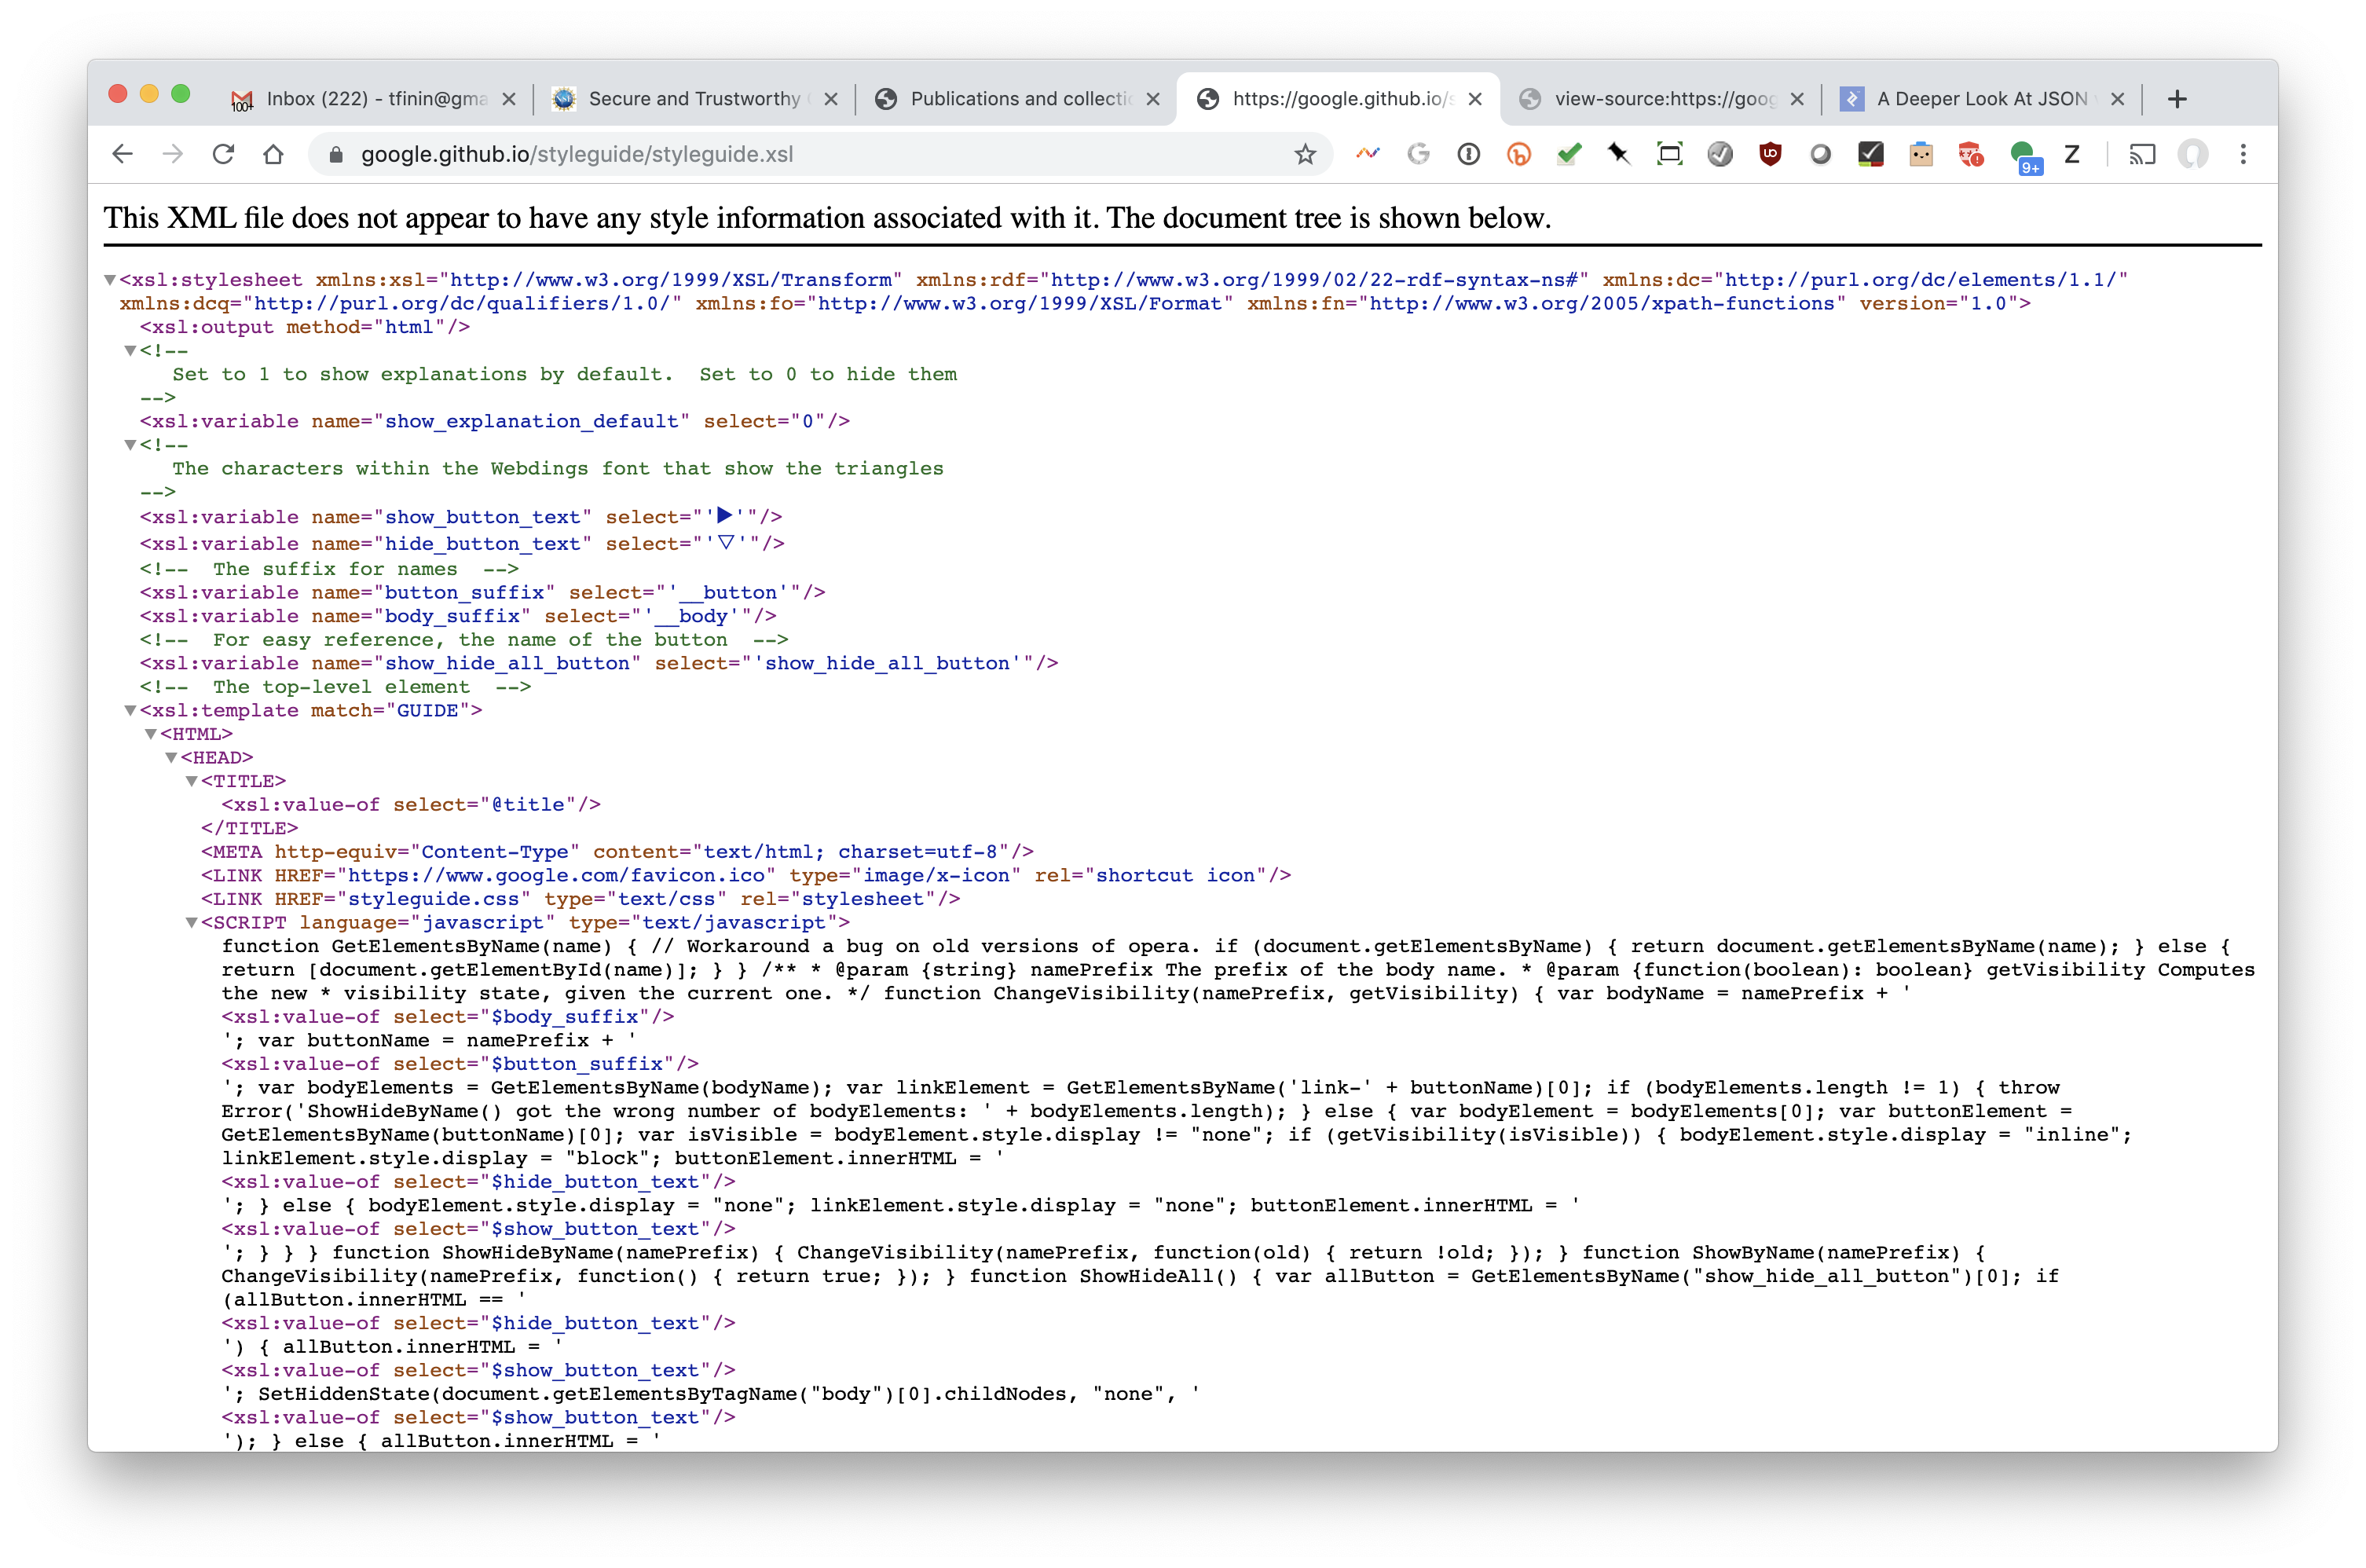 Inbox (222) - tfinin@gma
Secure and Trustworthy
Publications and collecti
https://google.github.io/s
view-source:https://goog
A Deeper Look At JSON
google.github.io/styleguide/styleguide.xsl
9+
Z
This XML file does not appear to have any style information associated with it. The document tree is shown below.
▼<xsl:stylesheet xmlns:xsl="http://www.w3.org/1999/XSL/Transform" xmlns:rdf="http://www.w3.org/1999/02/22-rdf-syntax-ns#" xmlns:dc="http://purl.org/dc/elements/1.1/"
xmlns:dcq="http://purl.org/dc/qualifiers/1.0/" xmlns:fo="http://www.w3.org/1999/XSL/Format" xmlns:fn="http://www.w3.org/2005/xpath-functions" version="1.0">
<xsl:output method="html"/>
▼<!--
Set to 1 to show explanations by default.  Set to 0 to hide them
-->
<xsl:variable name="show_explanation_default" select="0"/>
▼<!--
The characters within the Webdings font that show the triangles
-->
<xsl:variable name="show_button_text" select="'▶'"/>
<xsl:variable name="hide_button_text" select="'▽'"/>
<!--  The suffix for names  -->
<xsl:variable name="button_suffix" select="'__button'"/>
<xsl:variable name="body_suffix" select="'__body'"/>
<!--  For easy reference, the name of the button  -->
<xsl:variable name="show_hide_all_button" select="'show_hide_all_button'"/>
<!--  The top-level element  -->
▼<xsl:template match="GUIDE">
▼<HTML>
▼<HEAD>
▼<TITLE>
<xsl:value-of select="@title"/>
</TITLE>
<META http-equiv="Content-Type" content="text/html; charset=utf-8"/>
<LINK HREF="https://www.google.com/favicon.ico" type="image/x-icon" rel="shortcut icon"/>
<LINK HREF="styleguide.css" type="text/css" rel="stylesheet"/>
▼<SCRIPT language="javascript" type="text/javascript">
function GetElementsByName(name) { // Workaround a bug on old versions of opera. if (document.getElementsByName) { return document.getElementsByName(name); } else {
return [document.getElementById(name)]; } } /** * @param {string} namePrefix The prefix of the body name. * @param {function(boolean): boolean} getVisibility Computes
the new * visibility state, given the current one. */ function ChangeVisibility(namePrefix, getVisibility) { var bodyName = namePrefix + '
<xsl:value-of select="$body_suffix"/>
'; var buttonName = namePrefix + '
<xsl:value-of select="$button_suffix"/>
'; var bodyElements = GetElementsByName(bodyName); var linkElement = GetElementsByName('link-' + buttonName)[0]; if (bodyElements.length != 1) { throw
Error('ShowHideByName() got the wrong number of bodyElements: ' + bodyElements.length); } else { var bodyElement = bodyElements[0]; var buttonElement =
GetElementsByName(buttonName)[0]; var isVisible = bodyElement.style.display != "none"; if (getVisibility(isVisible)) { bodyElement.style.display = "inline";
linkElement.style.display = "block"; buttonElement.innerHTML = '
<xsl:value-of select="$hide_button_text"/>
'; } else { bodyElement.style.display = "none"; linkElement.style.display = "none"; buttonElement.innerHTML = '
<xsl:value-of select="$show_button_text"/>
'; } } } function ShowHideByName(namePrefix) { ChangeVisibility(namePrefix, function(old) { return !old; }); } function ShowByName(namePrefix) {
ChangeVisibility(namePrefix, function() { return true; }); } function ShowHideAll() { var allButton = GetElementsByName("show_hide_all_button")[0]; if
(allButton.innerHTML == '
<xsl:value-of select="$hide_button_text"/>
') { allButton.innerHTML = '
<xsl:value-of select="$show_button_text"/>
'; SetHiddenState(document.getElementsByTagName("body")[0].childNodes, "none", '
<xsl:value-of select="$show_button_text"/>
'); } else { allButton.innerHTML = '